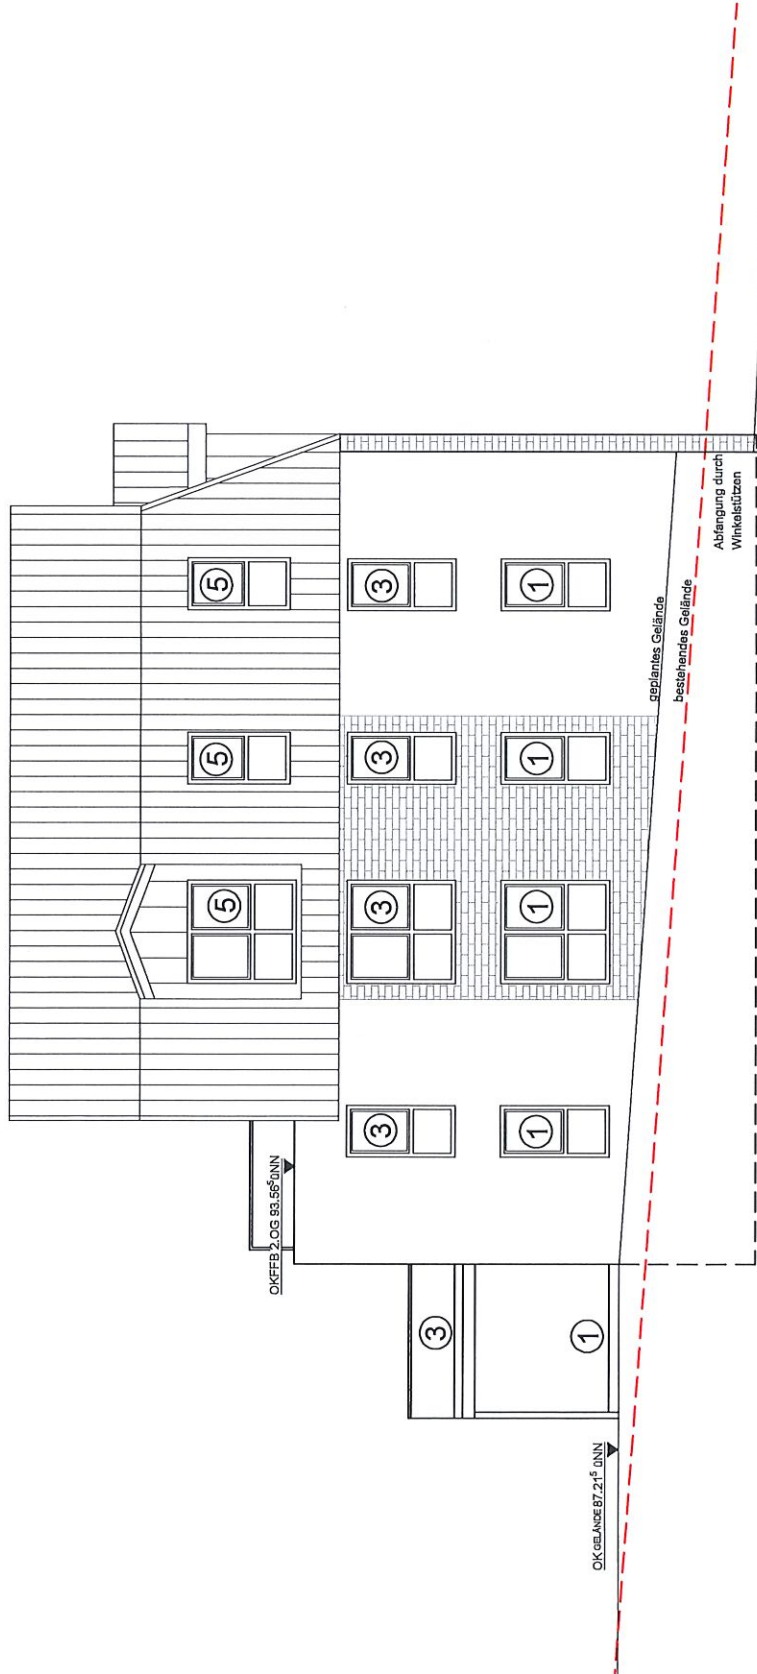 5 5 5
OKFFB 2.OG 93.56⁵ üNN
3 3 3 3
3
1 1 1 1
1
OK GELÄNDE 87.21⁵ üNN
geplantes Gelände
bestehendes Gelände
Abfangung durch
Winkelstützen